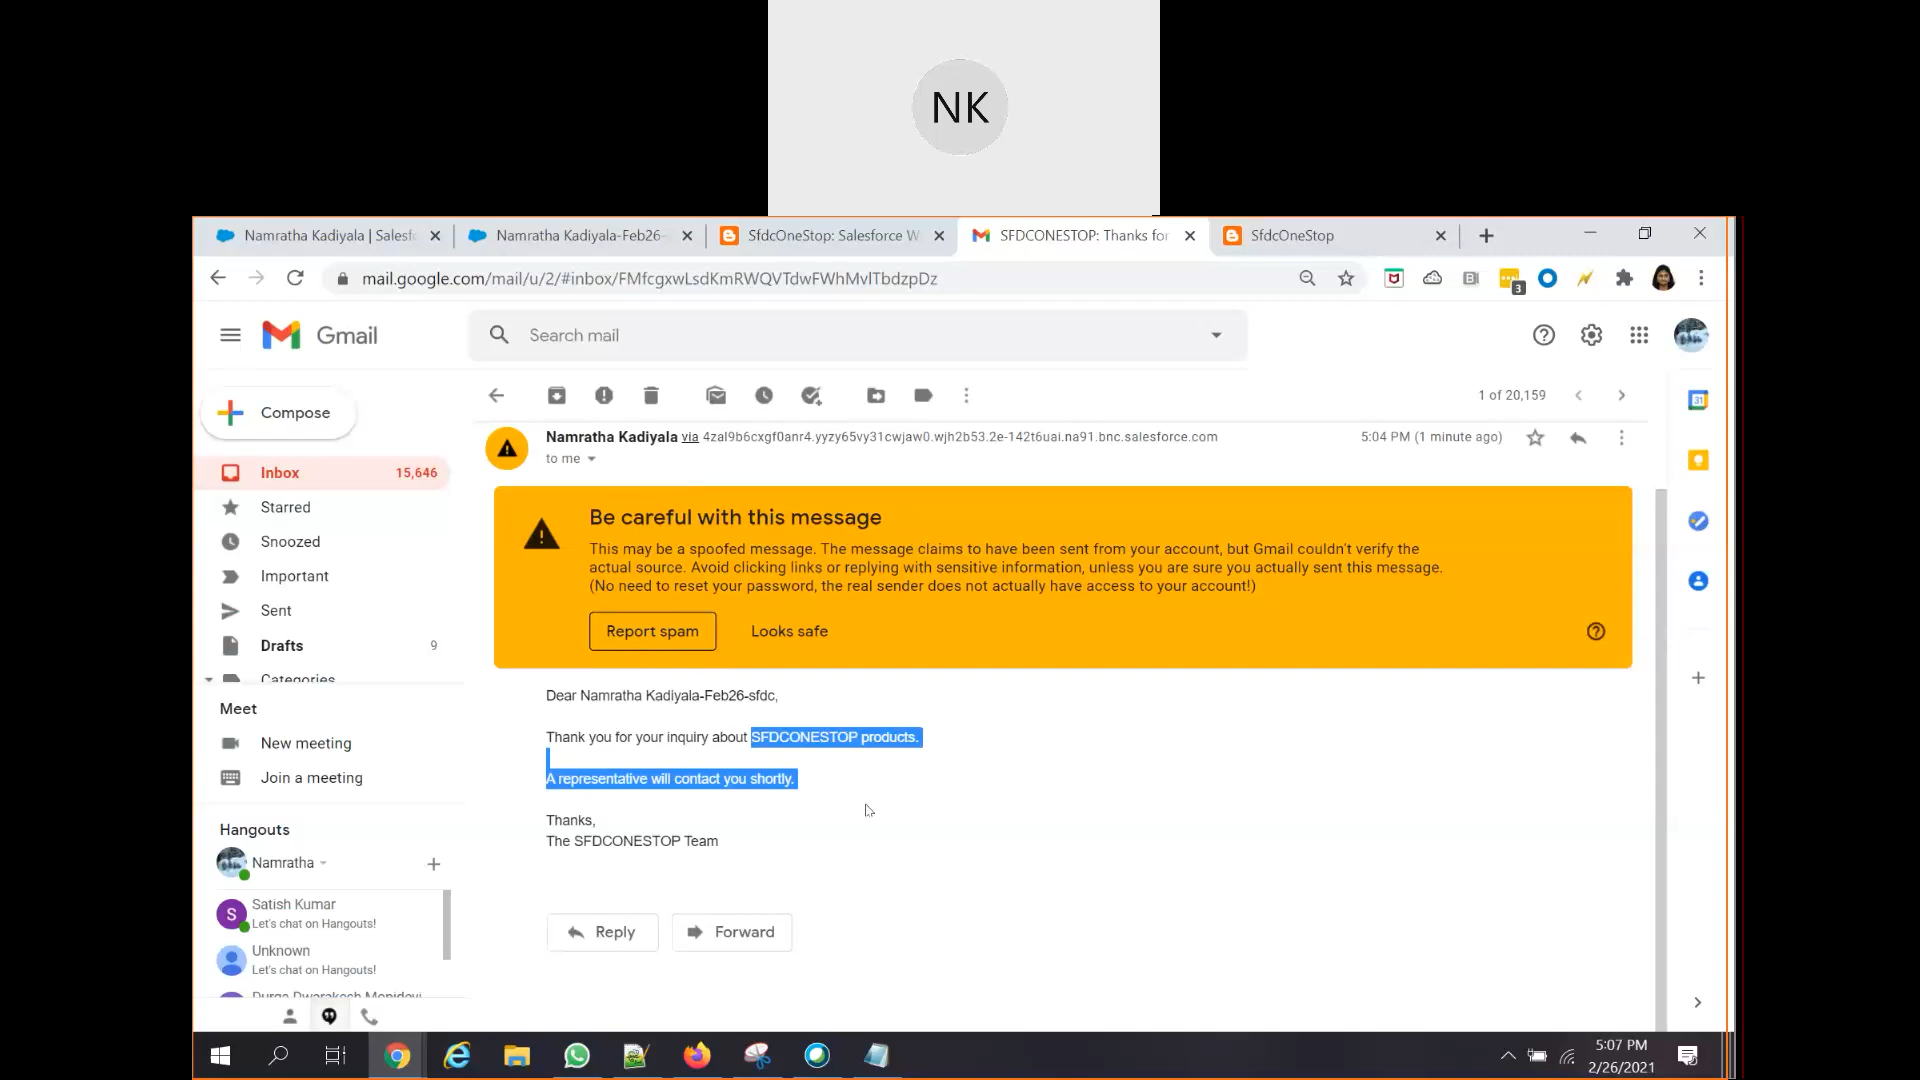 NK
Namratha Kadiyala | Salesf
Namratha Kadiyala-Feb26-
SfdcOneStop: Salesforce W
SFDCONESTOP: Thanks for
SfdcOneStop
mail.google.com/mail/u/2/#inbox/FMfcgxwLsdKmRWQVTdwFWhMvlTbdzpDz
3
Gmail
Search mail
Compose
1 of 20,159
31
Namratha Kadiyala via 4zal9b6cxgf0anr4.yyzy65vy31cwjaw0.wjh2b53.2e-142t6uai.na91.bnc.salesforce.com
5:04 PM (1 minute ago)
to me
Inbox 15,646
Starred
Snoozed
Important
Sent
Drafts 9
Categories
Be careful with this message
This may be a spoofed message. The message claims to have been sent from your account, but Gmail couldn't verify the
actual source. Avoid clicking links or replying with sensitive information, unless you are sure you actually sent this message.
(No need to reset your password, the real sender does not actually have access to your account!)
Report spam
Looks safe
Dear Namratha Kadiyala-Feb26-sfdc,
Thank you for your inquiry about SFDCONESTOP products.
A representative will contact you shortly.
Thanks,
The SFDCONESTOP Team
Reply
Forward
Meet
New meeting
Join a meeting
Hangouts
Namratha
S
Satish Kumar
Let's chat on Hangouts!
Unknown
Let's chat on Hangouts!
5:07 PM
2/26/2021